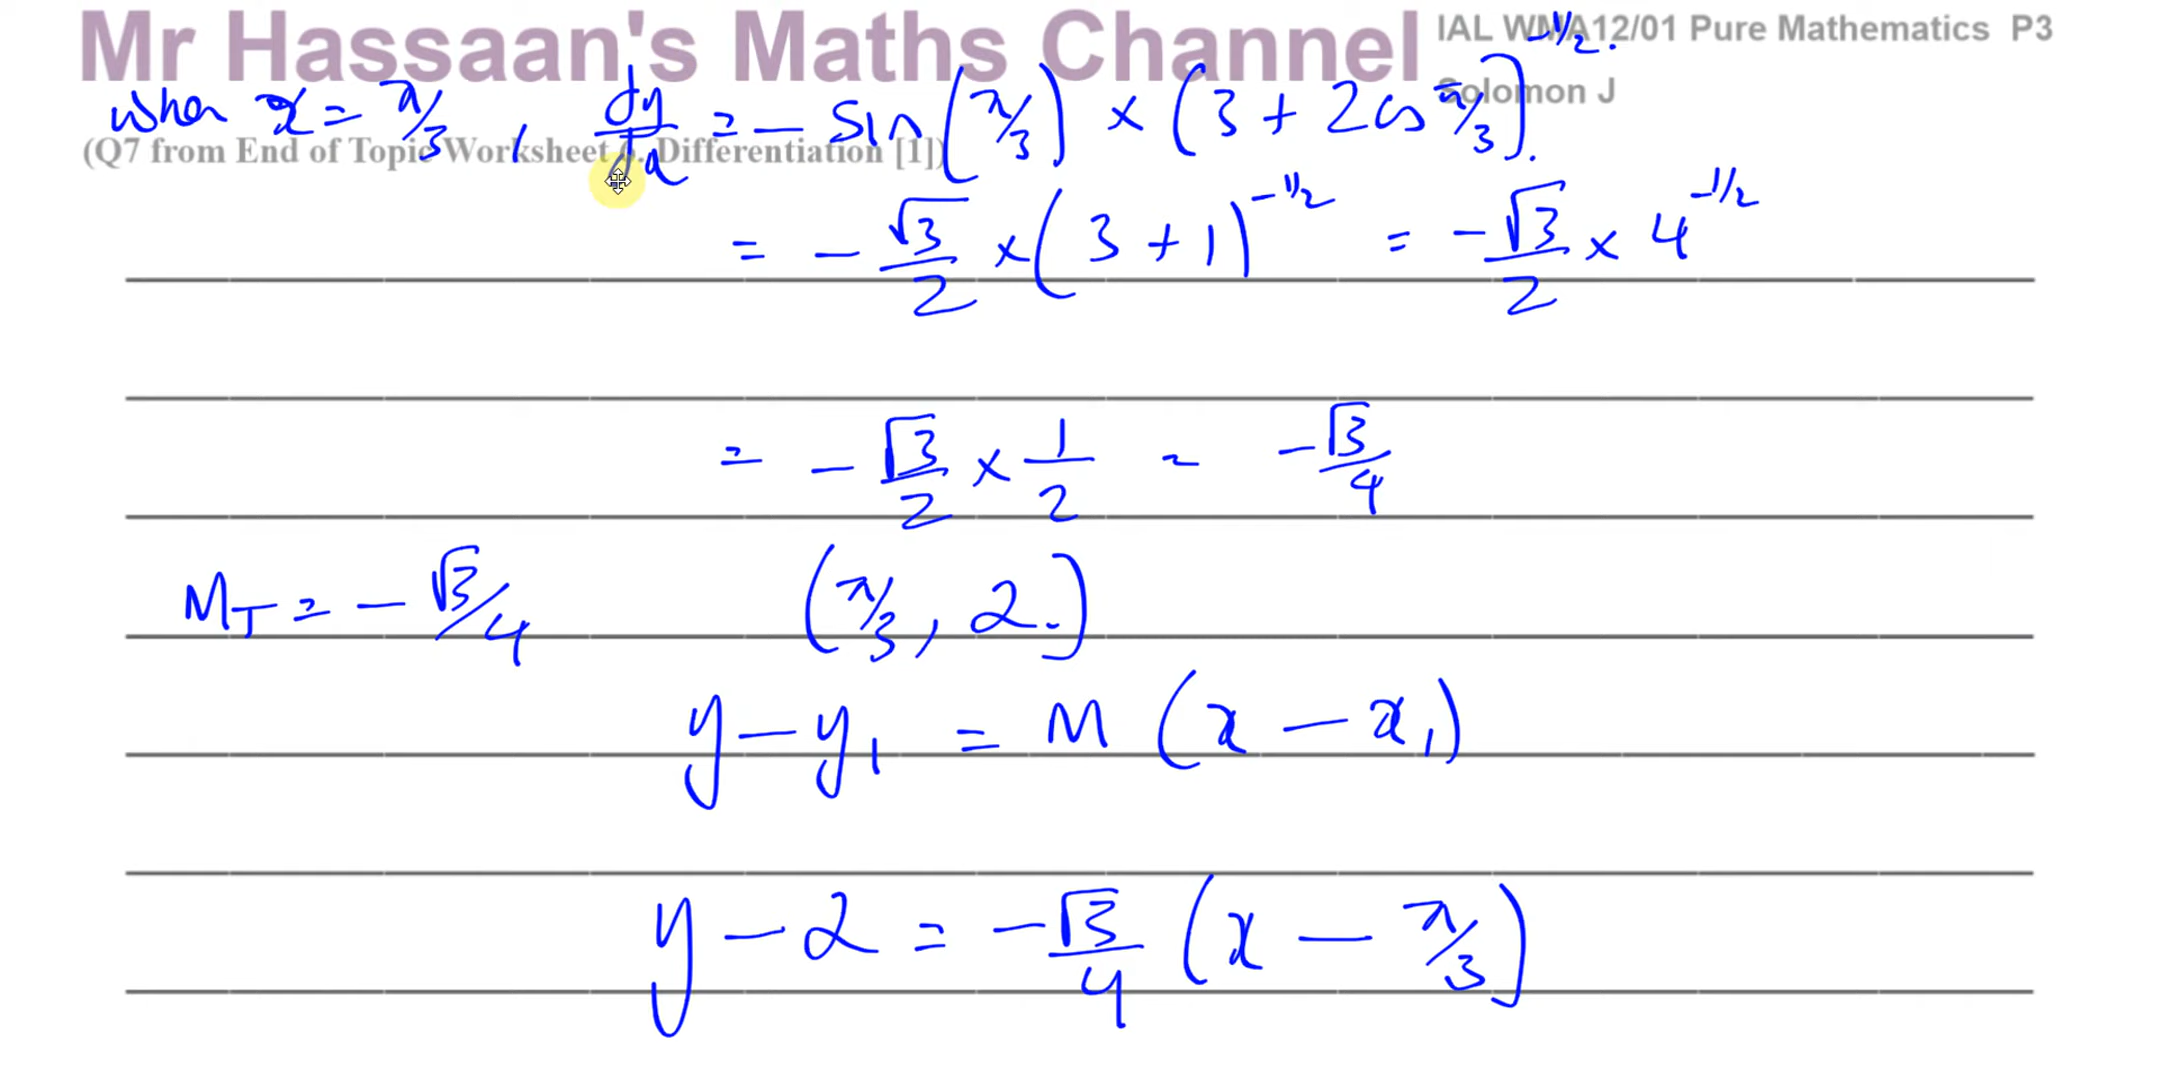 Mr Hassaan's Maths Channel
IAL WMA12/01 Pure Mathematics P3
Solomon J
(Q7 from End of Topic Worksheet 6. Differentiation [1])
when x = π/3 , dy/dx = - sin(π/3) × (3 + 2cos π/3)^-1/2.
= - √3/2 × (3 + 1)^-1/2 = - √3/2 × 4^-1/2
= - √3/2 × 1/2 = - √3/4
M_T = - √3/4 (π/3, 2.)
y - y₁ = M (x - x₁)
y - 2 = - √3/4 (x - π/3)